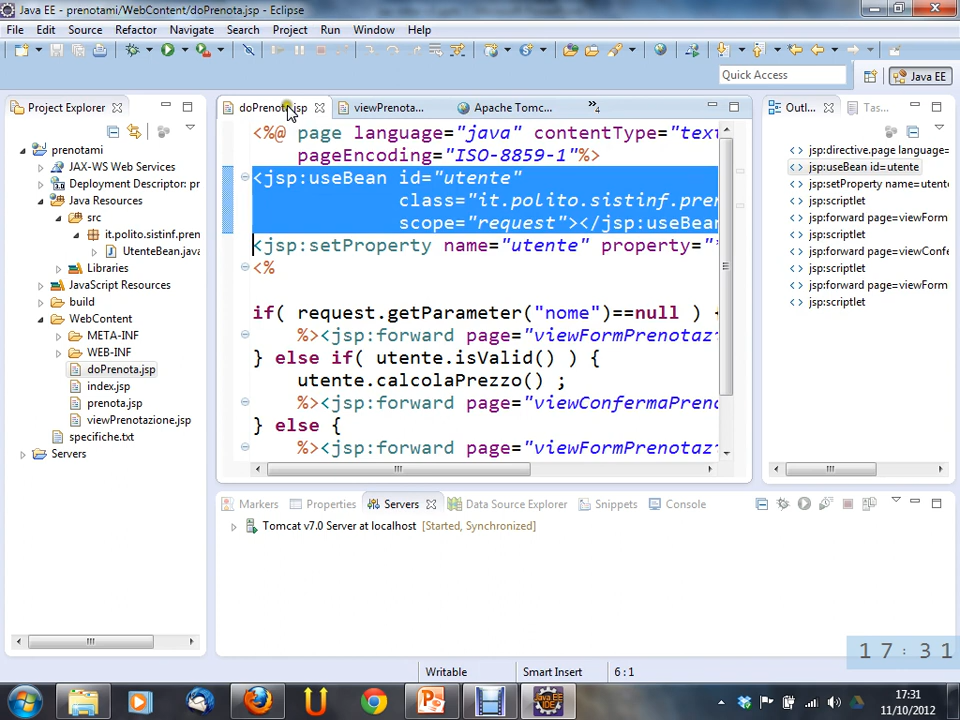 Java EE - prenotami/WebContent/doPrenota.jsp - Eclipse
File Edit Source Refactor Navigate Search Project Run Window Help
Quick Access
Java EE
Project Explorer
prenotami
JAX-WS Web Services
Deployment Descriptor: pr
Java Resources
src
it.polito.sistinf.pren
UtenteBean.java
Libraries
JavaScript Resources
build
WebContent
META-INF
WEB-INF
doPrenota.jsp
index.jsp
prenota.jsp
viewPrenotazione.jsp
specifiche.txt
Servers
doPrenota.jsp
viewPrenota...
Apache Tomc...
»4
<%@ page language="java" contentType="text
pageEncoding="ISO-8859-1"%>
<jsp:useBean id="utente"
class="it.polito.sistinf.pren
scope="request"></jsp:useBean
<jsp:setProperty name="utente" property="*
<%
if( request.getParameter("nome")==null ) {
%><jsp:forward page="viewFormPrenotaz
} else if( utente.isValid() ) {
utente.calcolaPrezzo() ;
%><jsp:forward page="viewConfermaPreno
} else {
%><jsp:forward page="viewFormPrenotaz
Outl...
Tas...
jsp:directive.page language=
jsp:useBean id=utente
jsp:setProperty name=utente
jsp:scriptlet
jsp:forward page=viewForm
jsp:scriptlet
jsp:forward page=viewConfe
jsp:scriptlet
jsp:forward page=viewForm
jsp:scriptlet
Markers
Properties
Servers
Data Source Explorer
Snippets
Console
Tomcat v7.0 Server at localhost [Started, Synchronized]
17:31
Writable
Smart Insert
6 : 1
Java EE IDE
17:31
11/10/2012